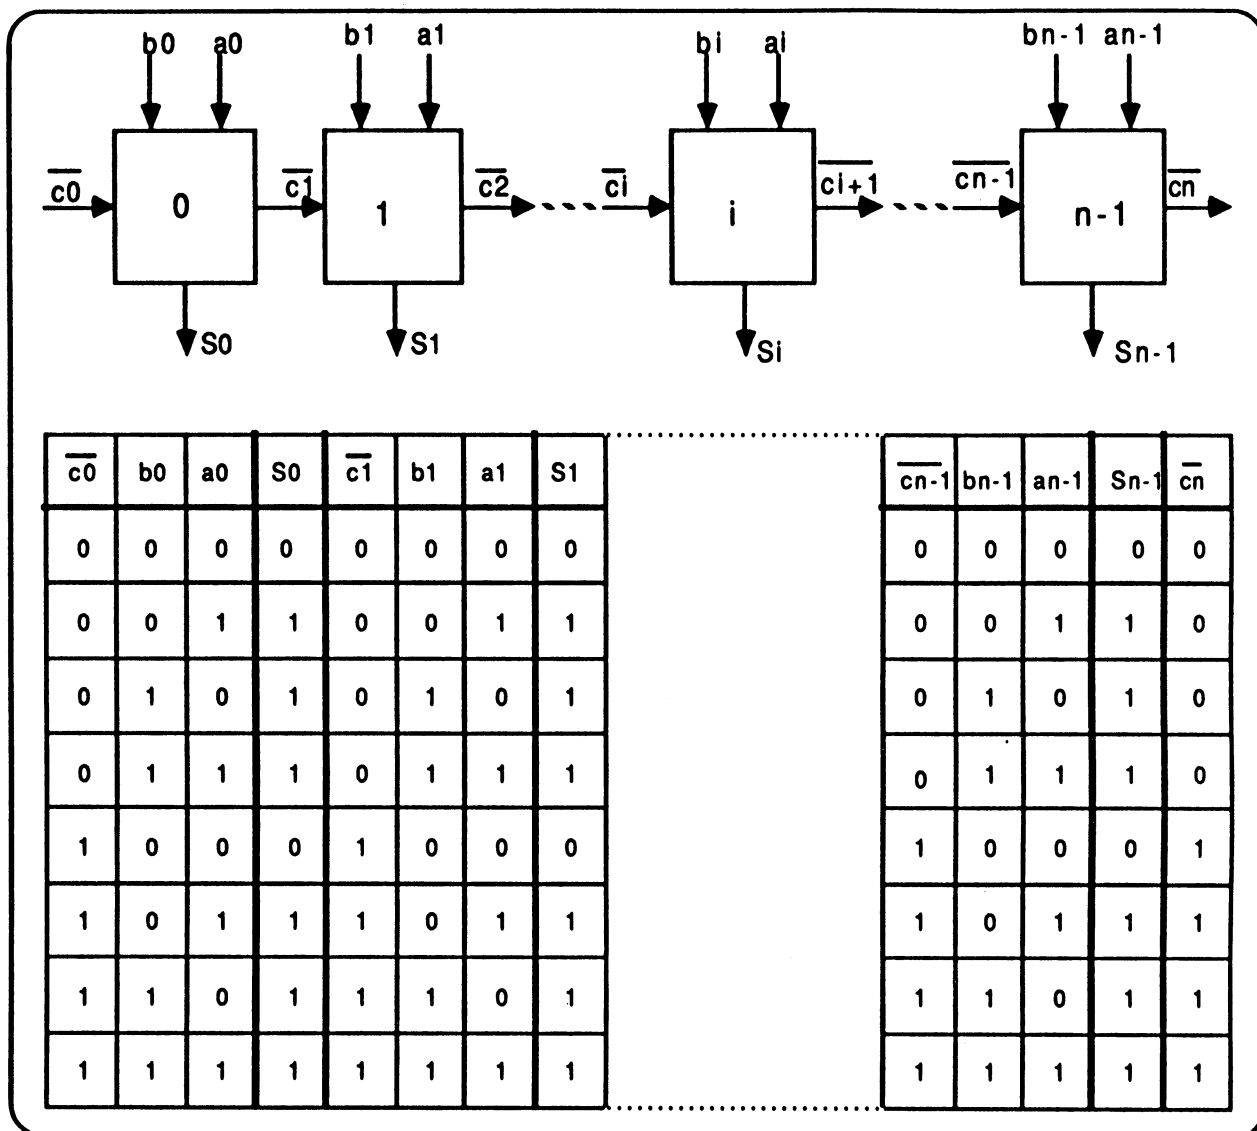 b0 a0 b1 a1 bi ai bn-1 an-1
c0 c1 c2 ci ci+1 cn-1 cn
0 1 i n-1
S0 S1 Si Sn-1
c0 b0 a0 S0 c1 b1 a1 S1 cn-1 bn-1 an-1 Sn-1 cn
0 0 0 0 0 0 0 0 0 0 0 0 0
0 0 1 1 0 0 1 1 0 0 1 1 0
0 1 0 1 0 1 0 1 0 1 0 1 0
0 1 1 1 0 1 1 1 0 1 1 1 0
1 0 0 0 1 0 0 0 1 0 0 0 1
1 0 1 1 1 0 1 1 1 0 1 1 1
1 1 0 1 1 1 0 1 1 1 0 1 1
1 1 1 1 1 1 1 1 1 1 1 1 1